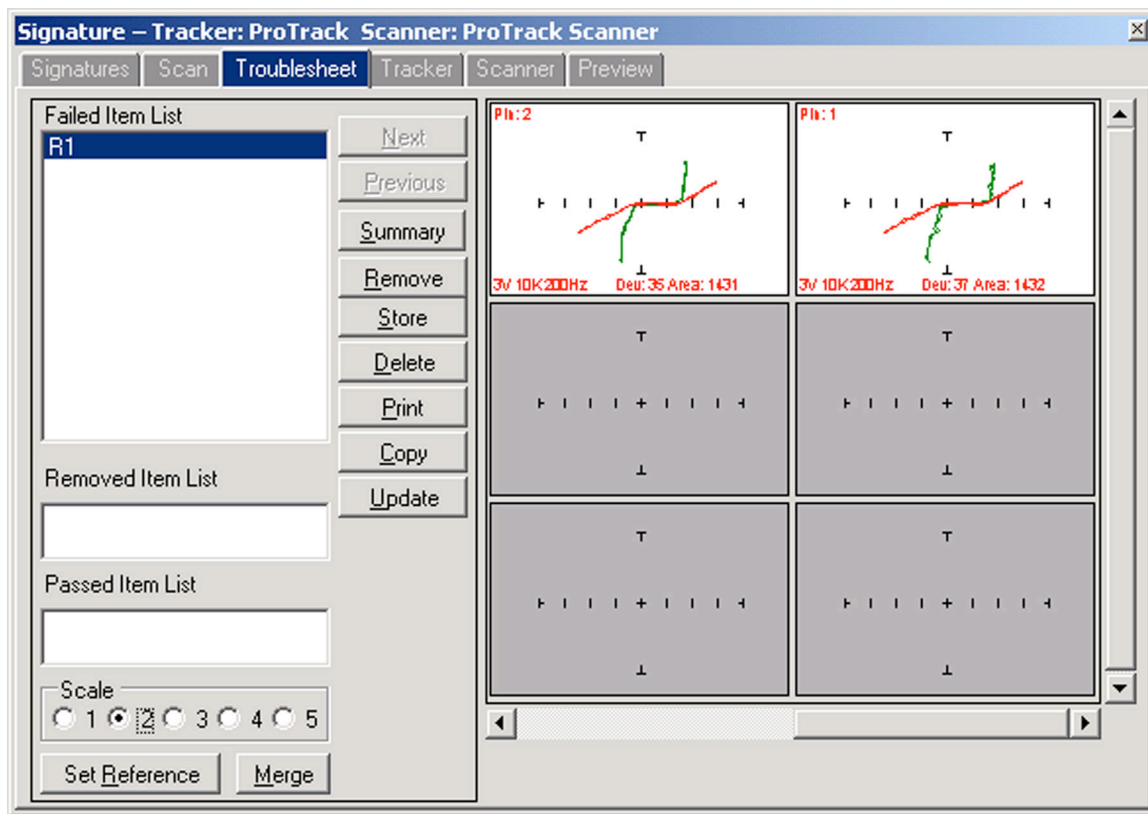 Signature – Tracker: ProTrack Scanner: ProTrack Scanner
Signatures Scan Troublesheet Tracker Scanner Preview
Failed Item List
R1
Next
Previous
Summary
Remove
Store
Delete
Print
Copy
Update
Removed Item List
Passed Item List
Scale
1 2 3 4 5
Set Reference Merge
Pin: 2
3V 10K 200Hz Dev: 35 Area: 1431
Pin: 1
3V 10K 200Hz Dev: 37 Area: 1432